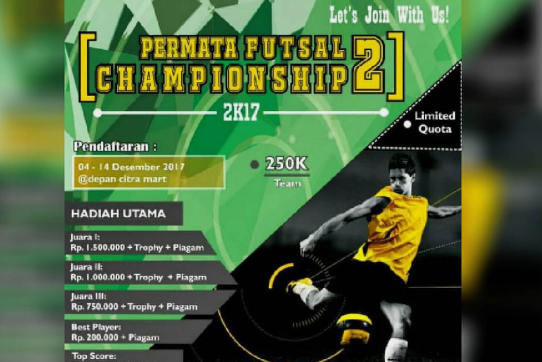 Let's Join With Us!
PERMATA FUTSAL
CHAMPIONSHIP 2
2K17
Limited
Quota
Pendaftaran :
04 - 14 Desember 2017
@depan citra mart
250K
Team
HADIAH UTAMA
Juara I:
Rp. 1.500.000 + Trophy + Piagam
Juara II:
Rp. 1.000.000 + Trophy + Piagam
Juara III:
Rp. 750.000 + Trophy + Piagam
Best Player:
Rp. 200.000 + Piagam
Top Score: